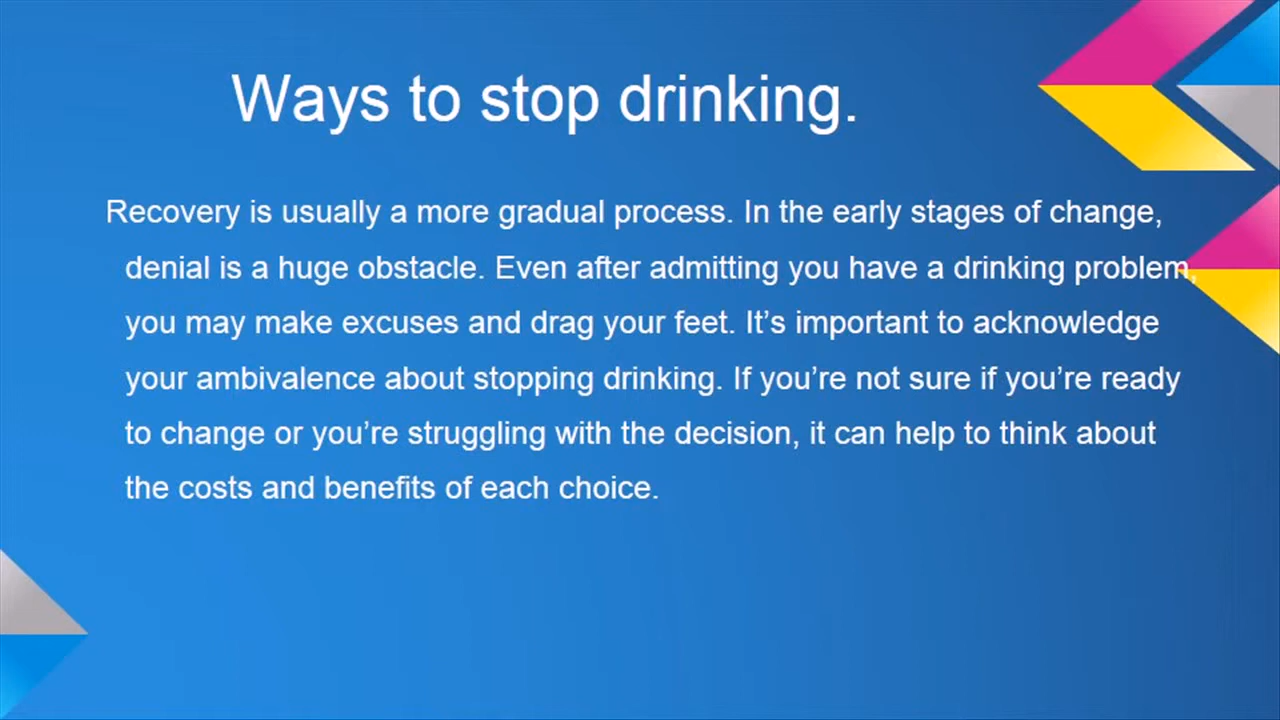 Ways to stop drinking.
Recovery is usually a more gradual process. In the early stages of change,
denial is a huge obstacle. Even after admitting you have a drinking problem,
you may make excuses and drag your feet. It’s important to acknowledge
your ambivalence about stopping drinking. If you’re not sure if you’re ready
to change or you’re struggling with the decision, it can help to think about
the costs and benefits of each choice.